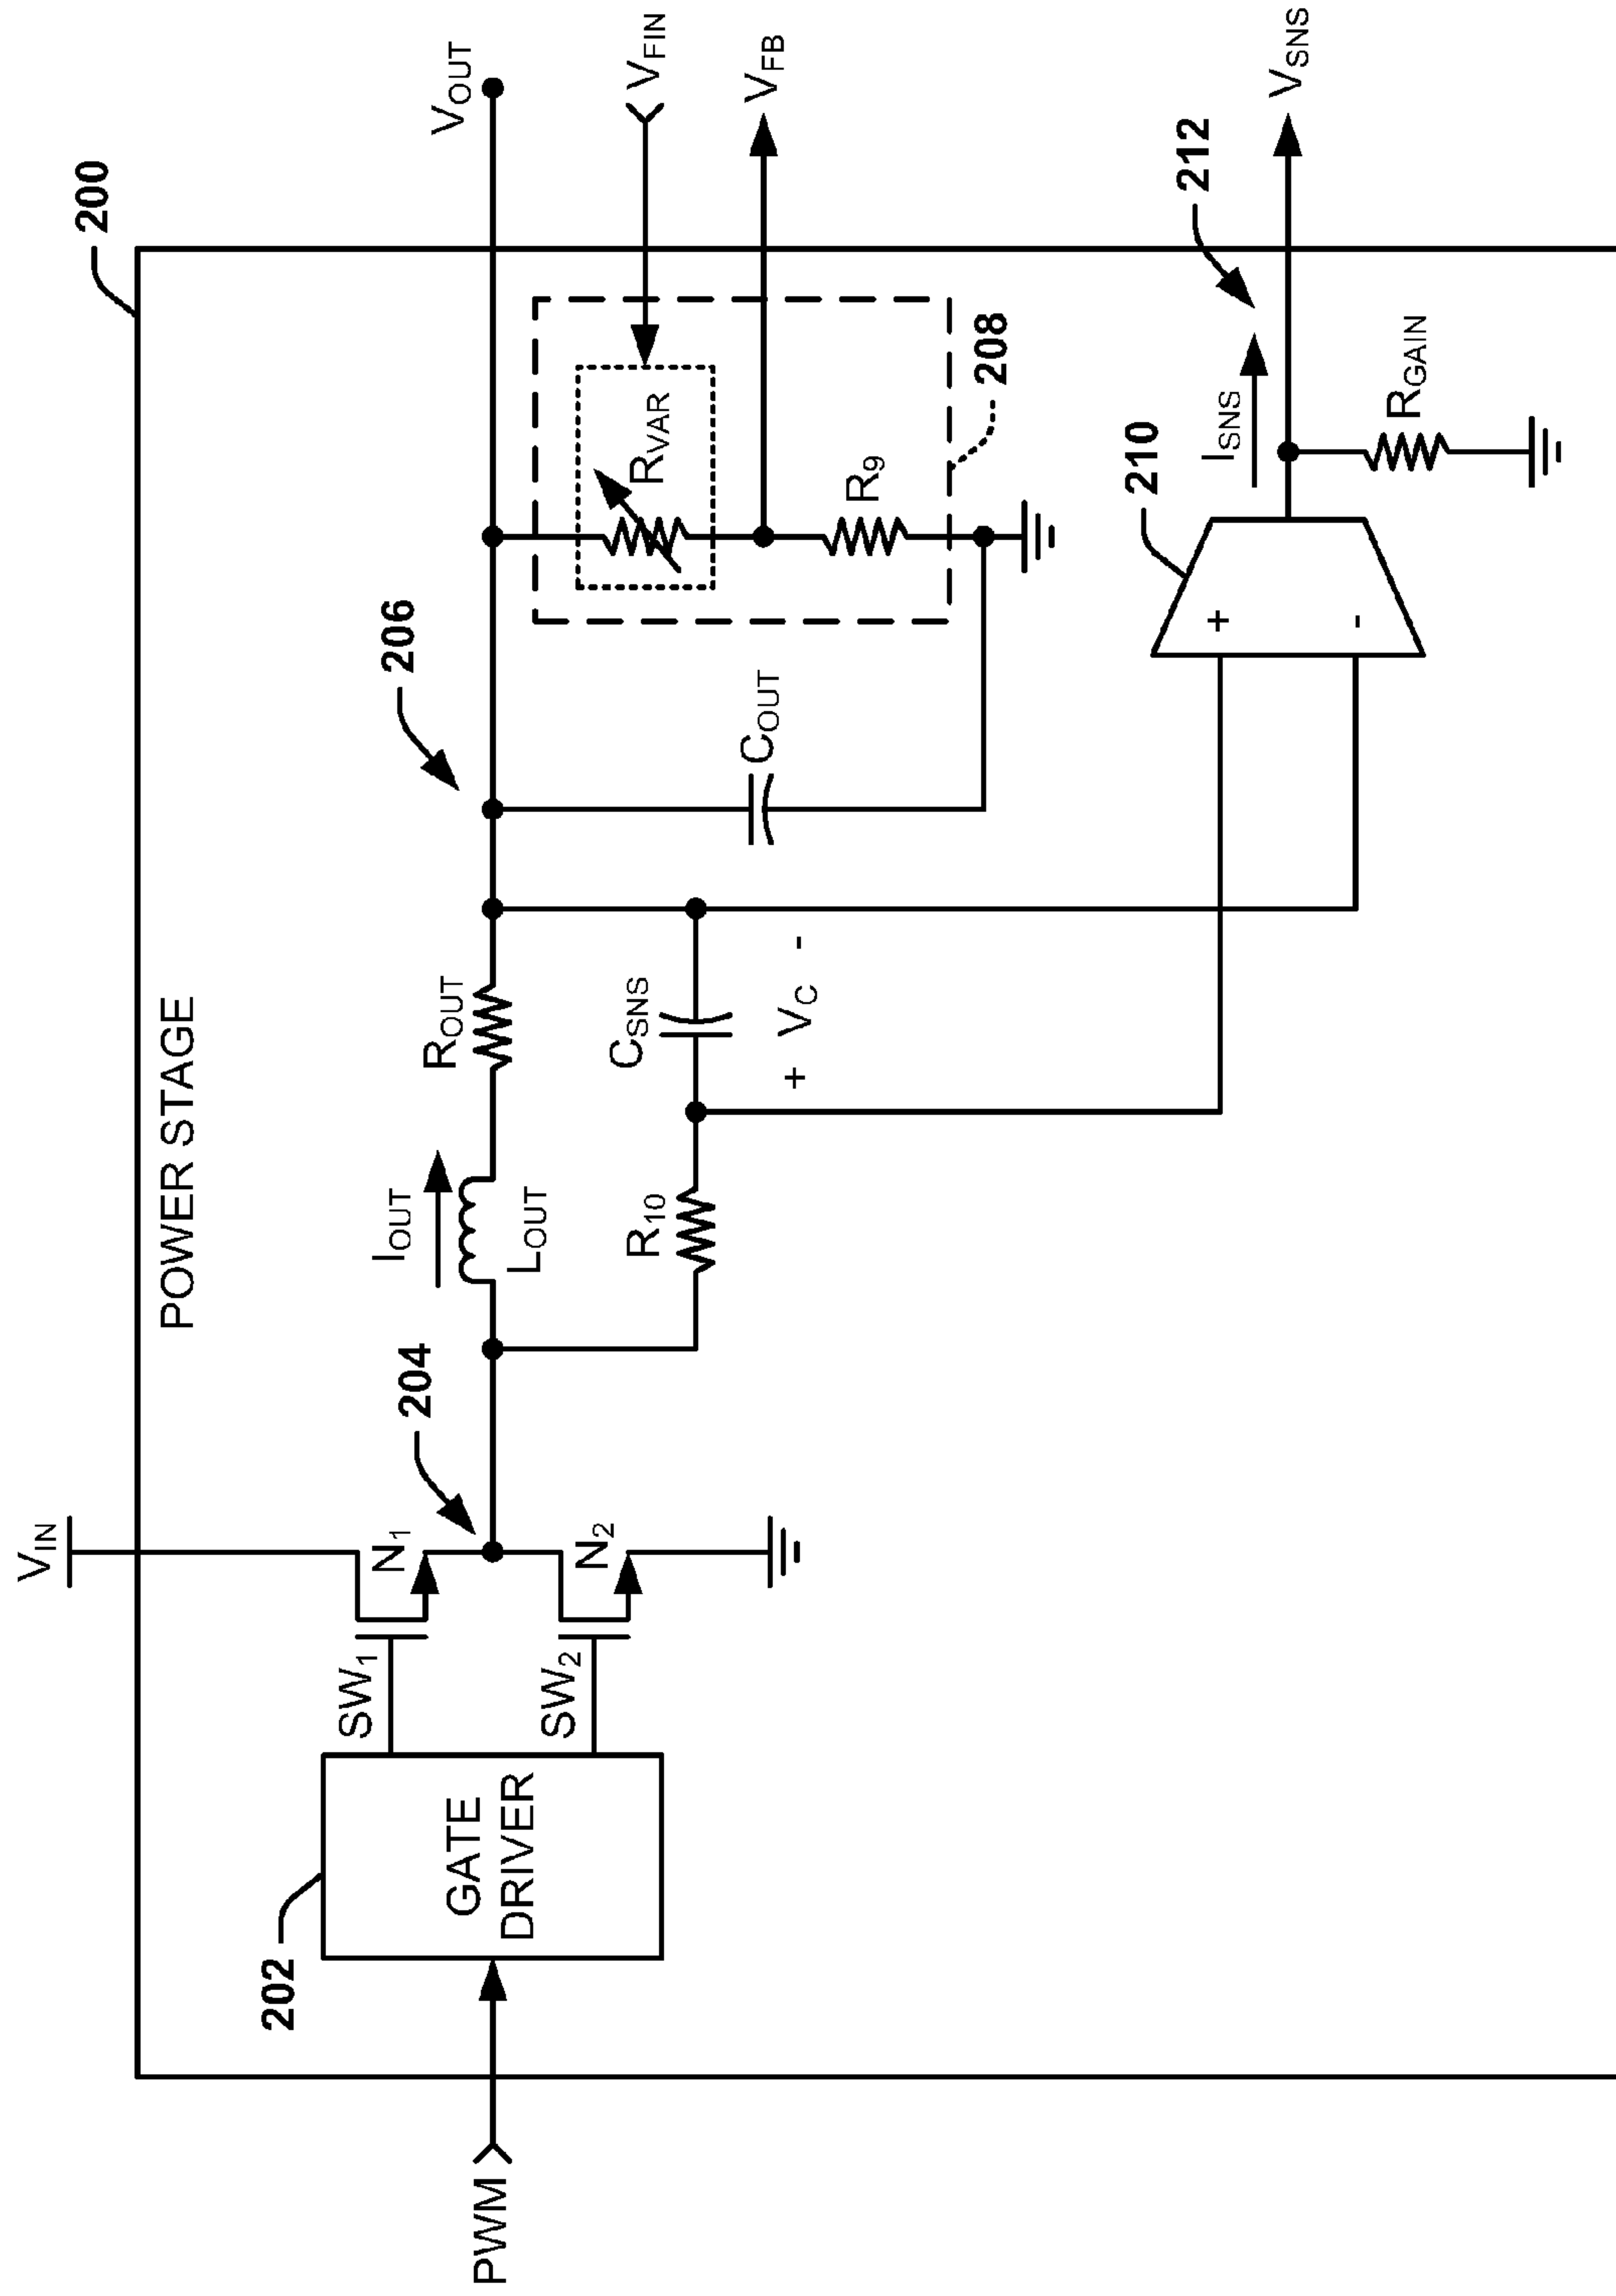 200
POWER STAGE
V_IN
V_OUT
I_OUT
206
202
SW_1
N_1
204
L_OUT
R_OUT
R_VAR
V_FIN
PWM
GATE
DRIVER
SW_2
N_2
R_10
C_SNS
C_OUT
V_FB
+ V_C -
R_9
208
210
212
+
-
I_SNS
V_SNS
R_GAIN